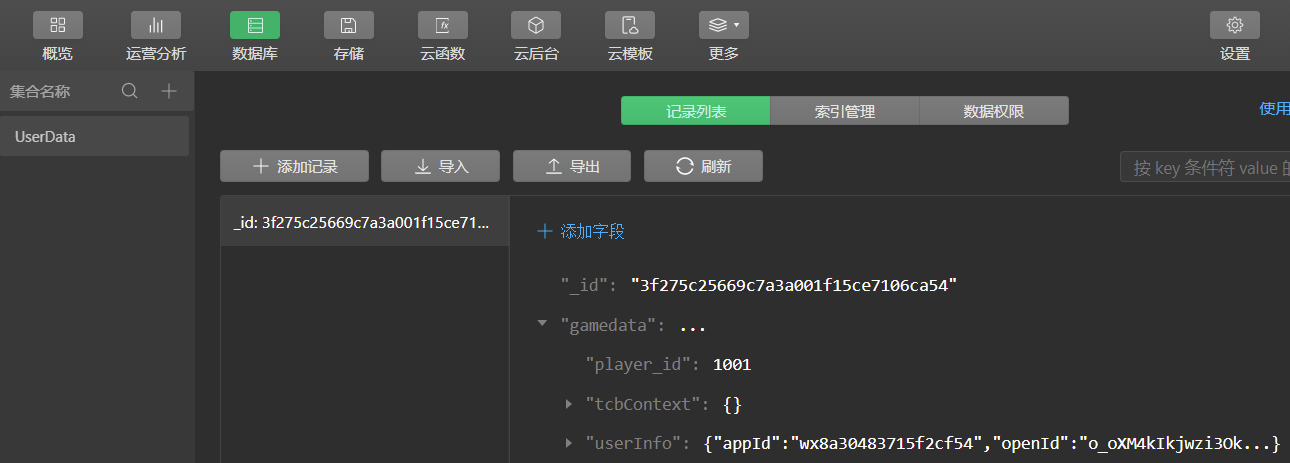 概览 运营分析 数据库 存储 云函数 云后台 云模板 更多 设置
集合名称
UserData
记录列表 索引管理 数据权限 使用
添加记录 导入 导出 刷新 按 key 条件符 value 的
_id: 3f275c25669c7a3a001f15ce71...
添加字段
"_id": "3f275c25669c7a3a001f15ce7106ca54"
"gamedata": ...
"player_id": 1001
"tcbContext": {}
"userInfo": {"appId":"wx8a30483715f2cf54","openId":"o_oXM4kIkjwzi3Ok...}